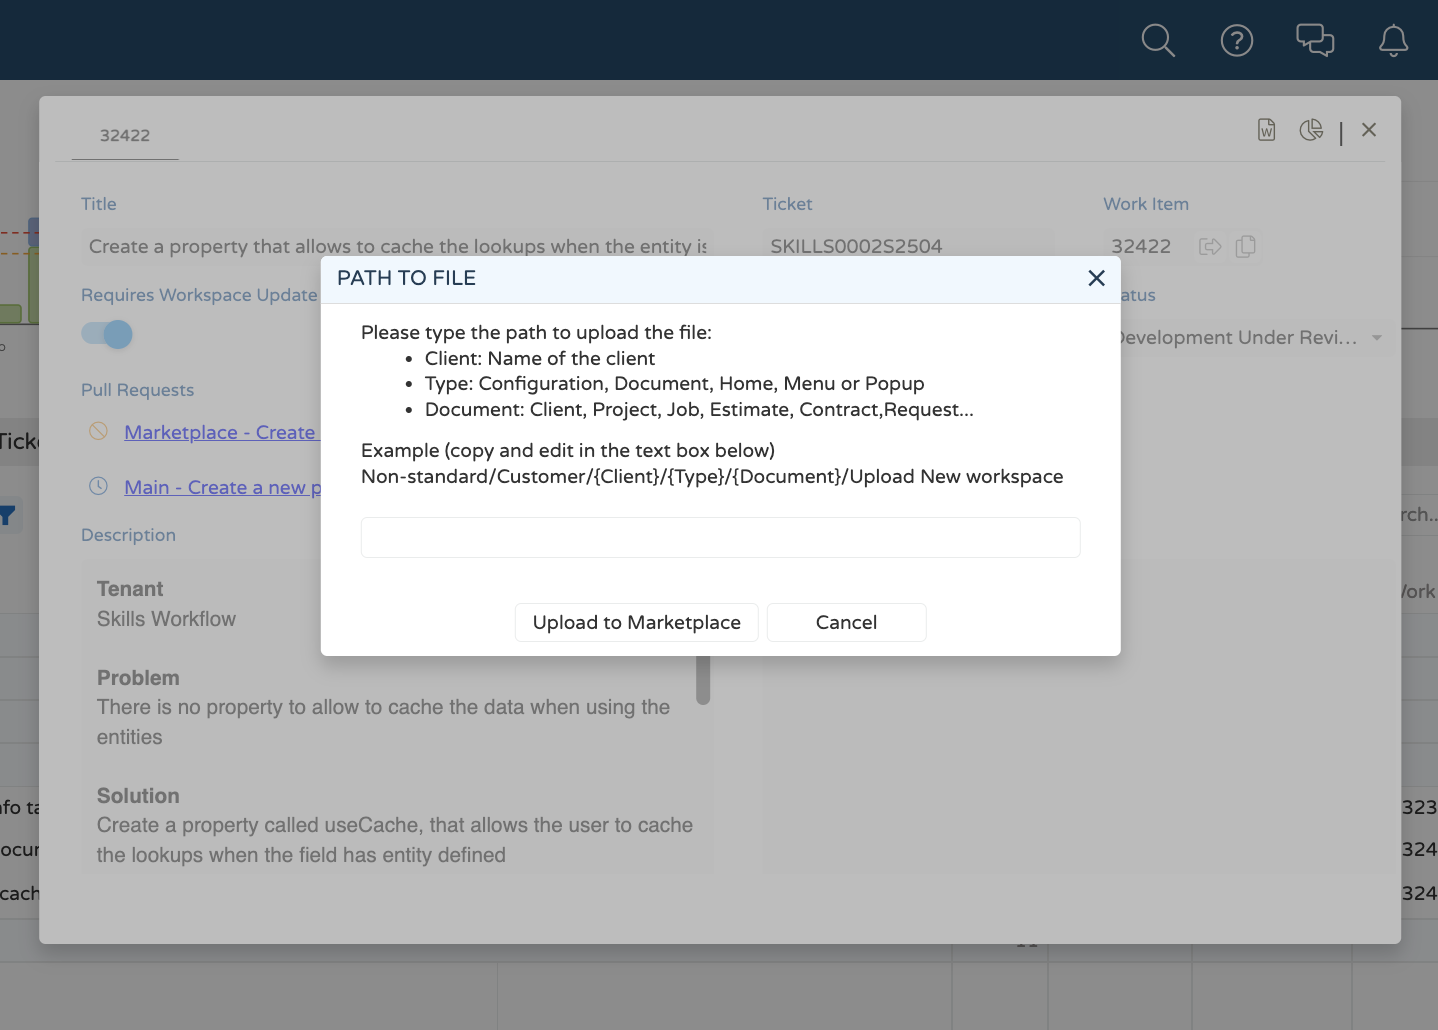 32422
Title
Ticket
Work Item
Create a property that allows to cache the lookups when the entity is
SKILLS0002S2504
32422
PATH TO FILE
Requires Workspace Update
atus
Please type the path to upload the file:
Development Under Revi...
Client: Name of the client
Type: Configuration, Document, Home, Menu or Popup
Pull Requests
Document: Client, Project, Job, Estimate, Contract,Request...
Marketplace - Create
Example (copy and edit in the text box below)
Non-standard/Customer/{Client}/{Type}/{Document}/Upload New workspace
Main - Create a new p
Description
Tenant
Skills Workflow
Upload to Marketplace
Cancel
Problem
There is no property to allow to cache the data when using the
entities
Solution
Create a property called useCache, that allows the user to cache
the lookups when the field has entity defined
Ticke
rch...
Work
nfo ta
323
ocun
324
cach
324